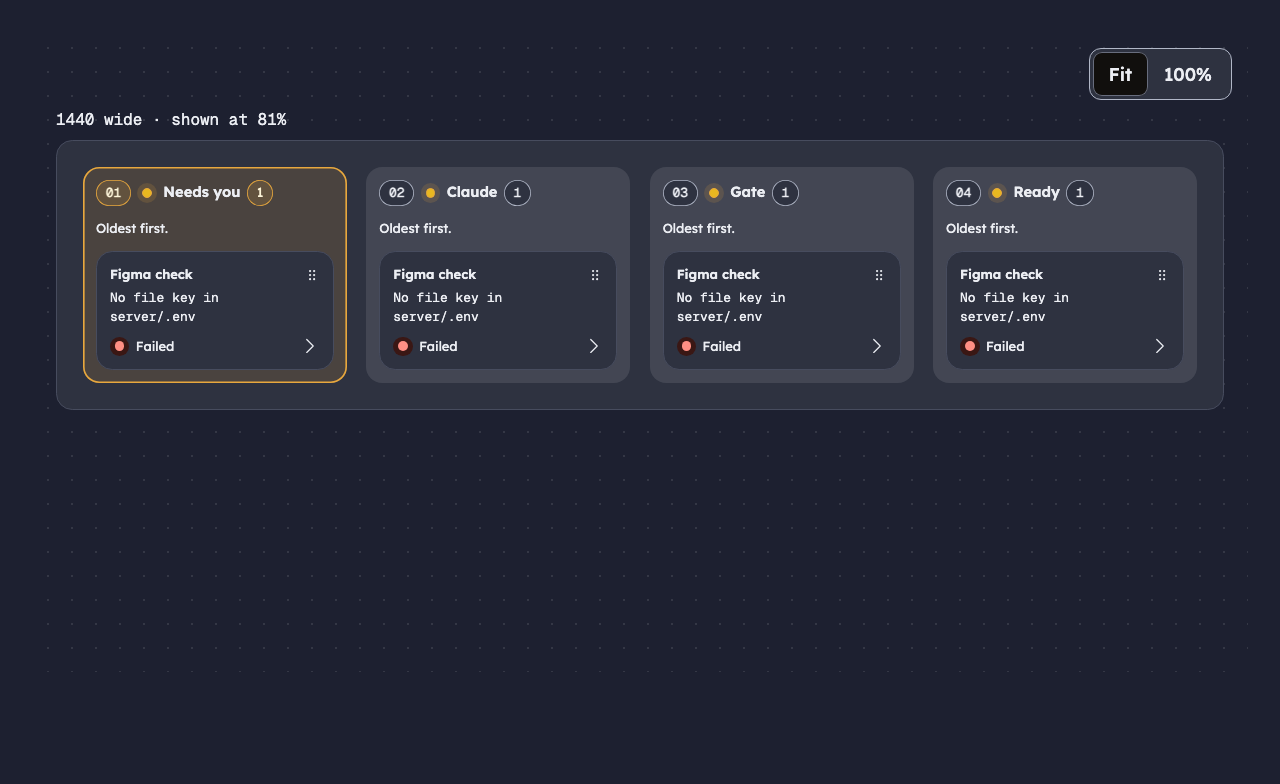 Fit 100%
1440 wide · shown at 81%
01 Needs you 1
Oldest first.
Figma check
No file key in
server/.env
Failed
02 Claude 1
Oldest first.
Figma check
No file key in
server/.env
Failed
03 Gate 1
Oldest first.
Figma check
No file key in
server/.env
Failed
04 Ready 1
Oldest first.
Figma check
No file key in
server/.env
Failed